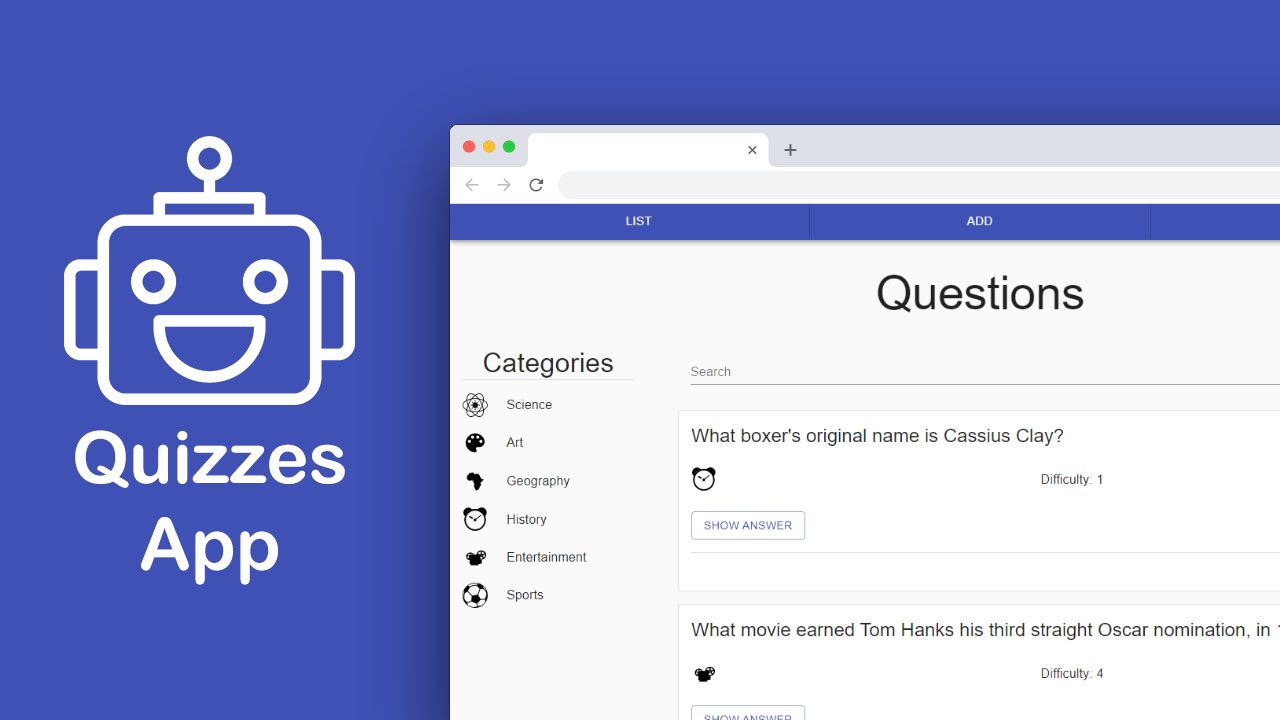 Quizzes
App
LIST
ADD
Questions
Categories
Science
Art
Geography
History
Entertainment
Sports
Search
What boxer's original name is Cassius Clay?
Difficulty: 1
SHOW ANSWER
What movie earned Tom Hanks his third straight Oscar nomination, in
Difficulty: 4
SHOW ANSWER